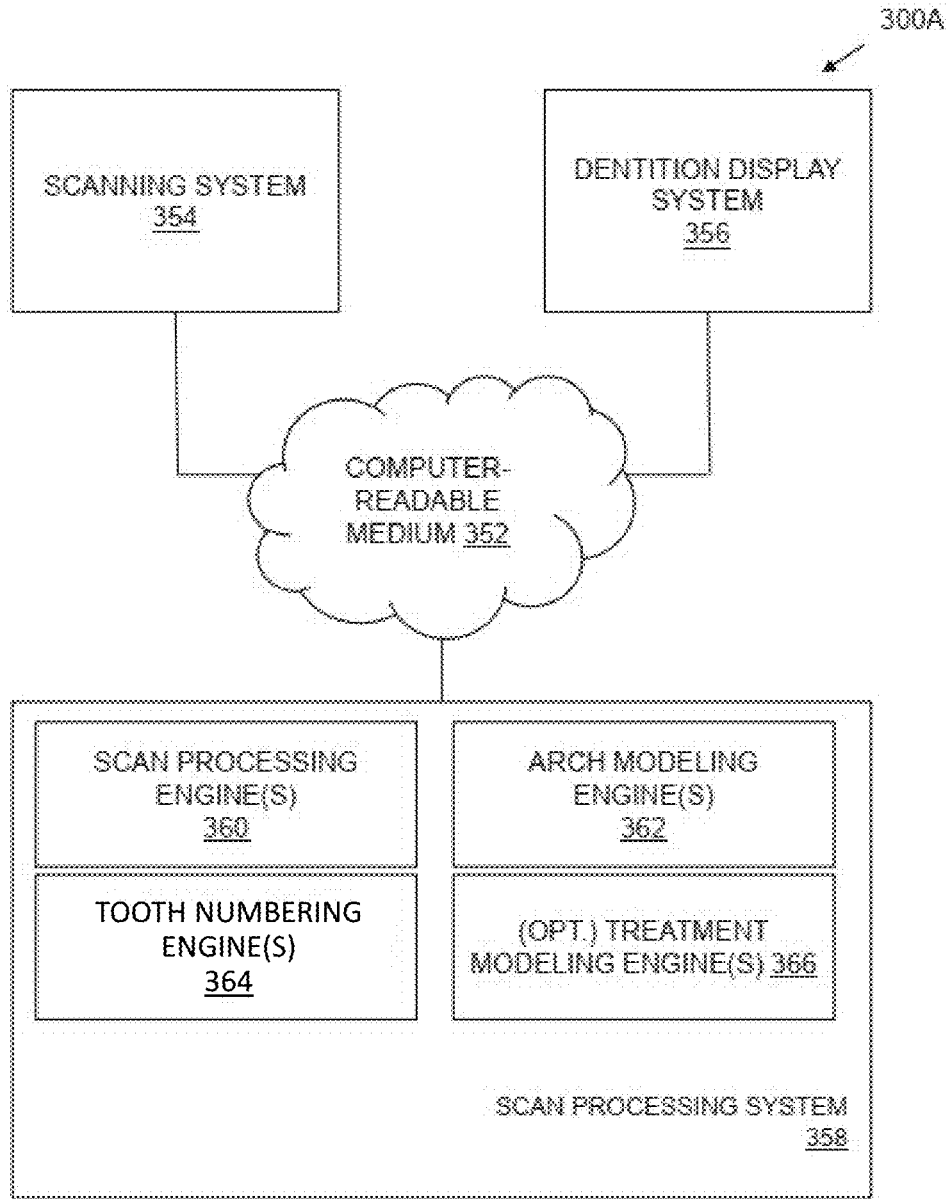 300A
SCANNING SYSTEM
354
DENTITION DISPLAY
SYSTEM
356
COMPUTER-
READABLE
MEDIUM 352
SCAN PROCESSING
ENGINE(S)
360
ARCH MODELING
ENGINE(S)
362
TOOTH NUMBERING
ENGINE(S)
364
(OPT.) TREATMENT
MODELING ENGINE(S) 366
SCAN PROCESSING SYSTEM
358